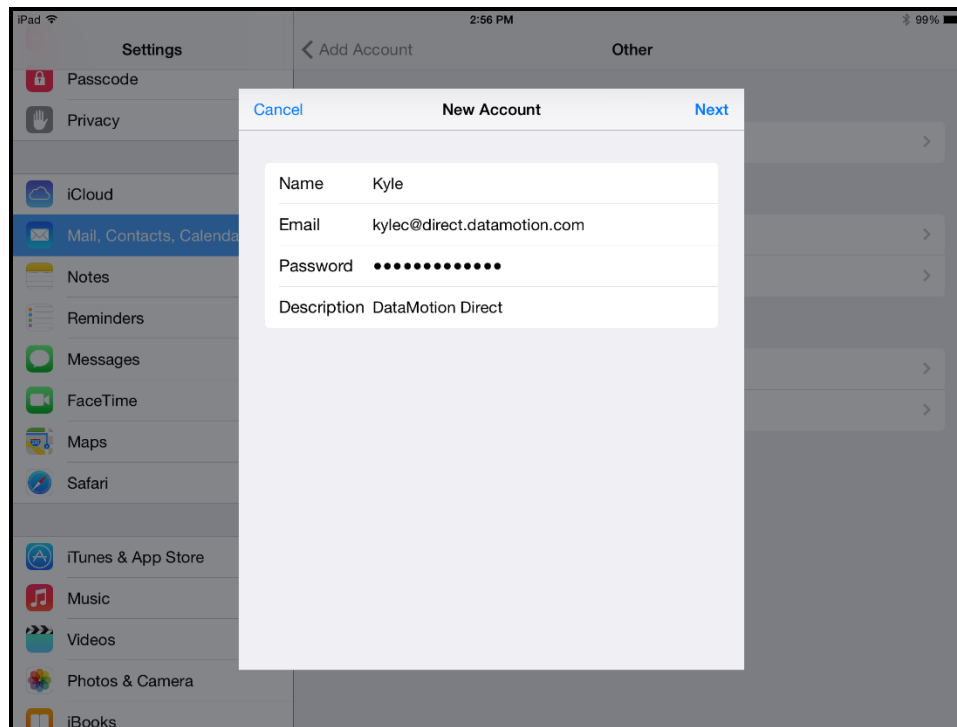 iPad 2:56 PM 99%
Settings
Add Account Other
Passcode
Privacy
iCloud
Mail, Contacts, Calenda
Notes
Reminders
Messages
FaceTime
Maps
Safari
iTunes & App Store
Music
Videos
Photos & Camera
iBooks
Cancel New Account Next
Name Kyle
Email kylec@direct.datamotion.com
Password •••••••••••••
Description DataMotion Direct